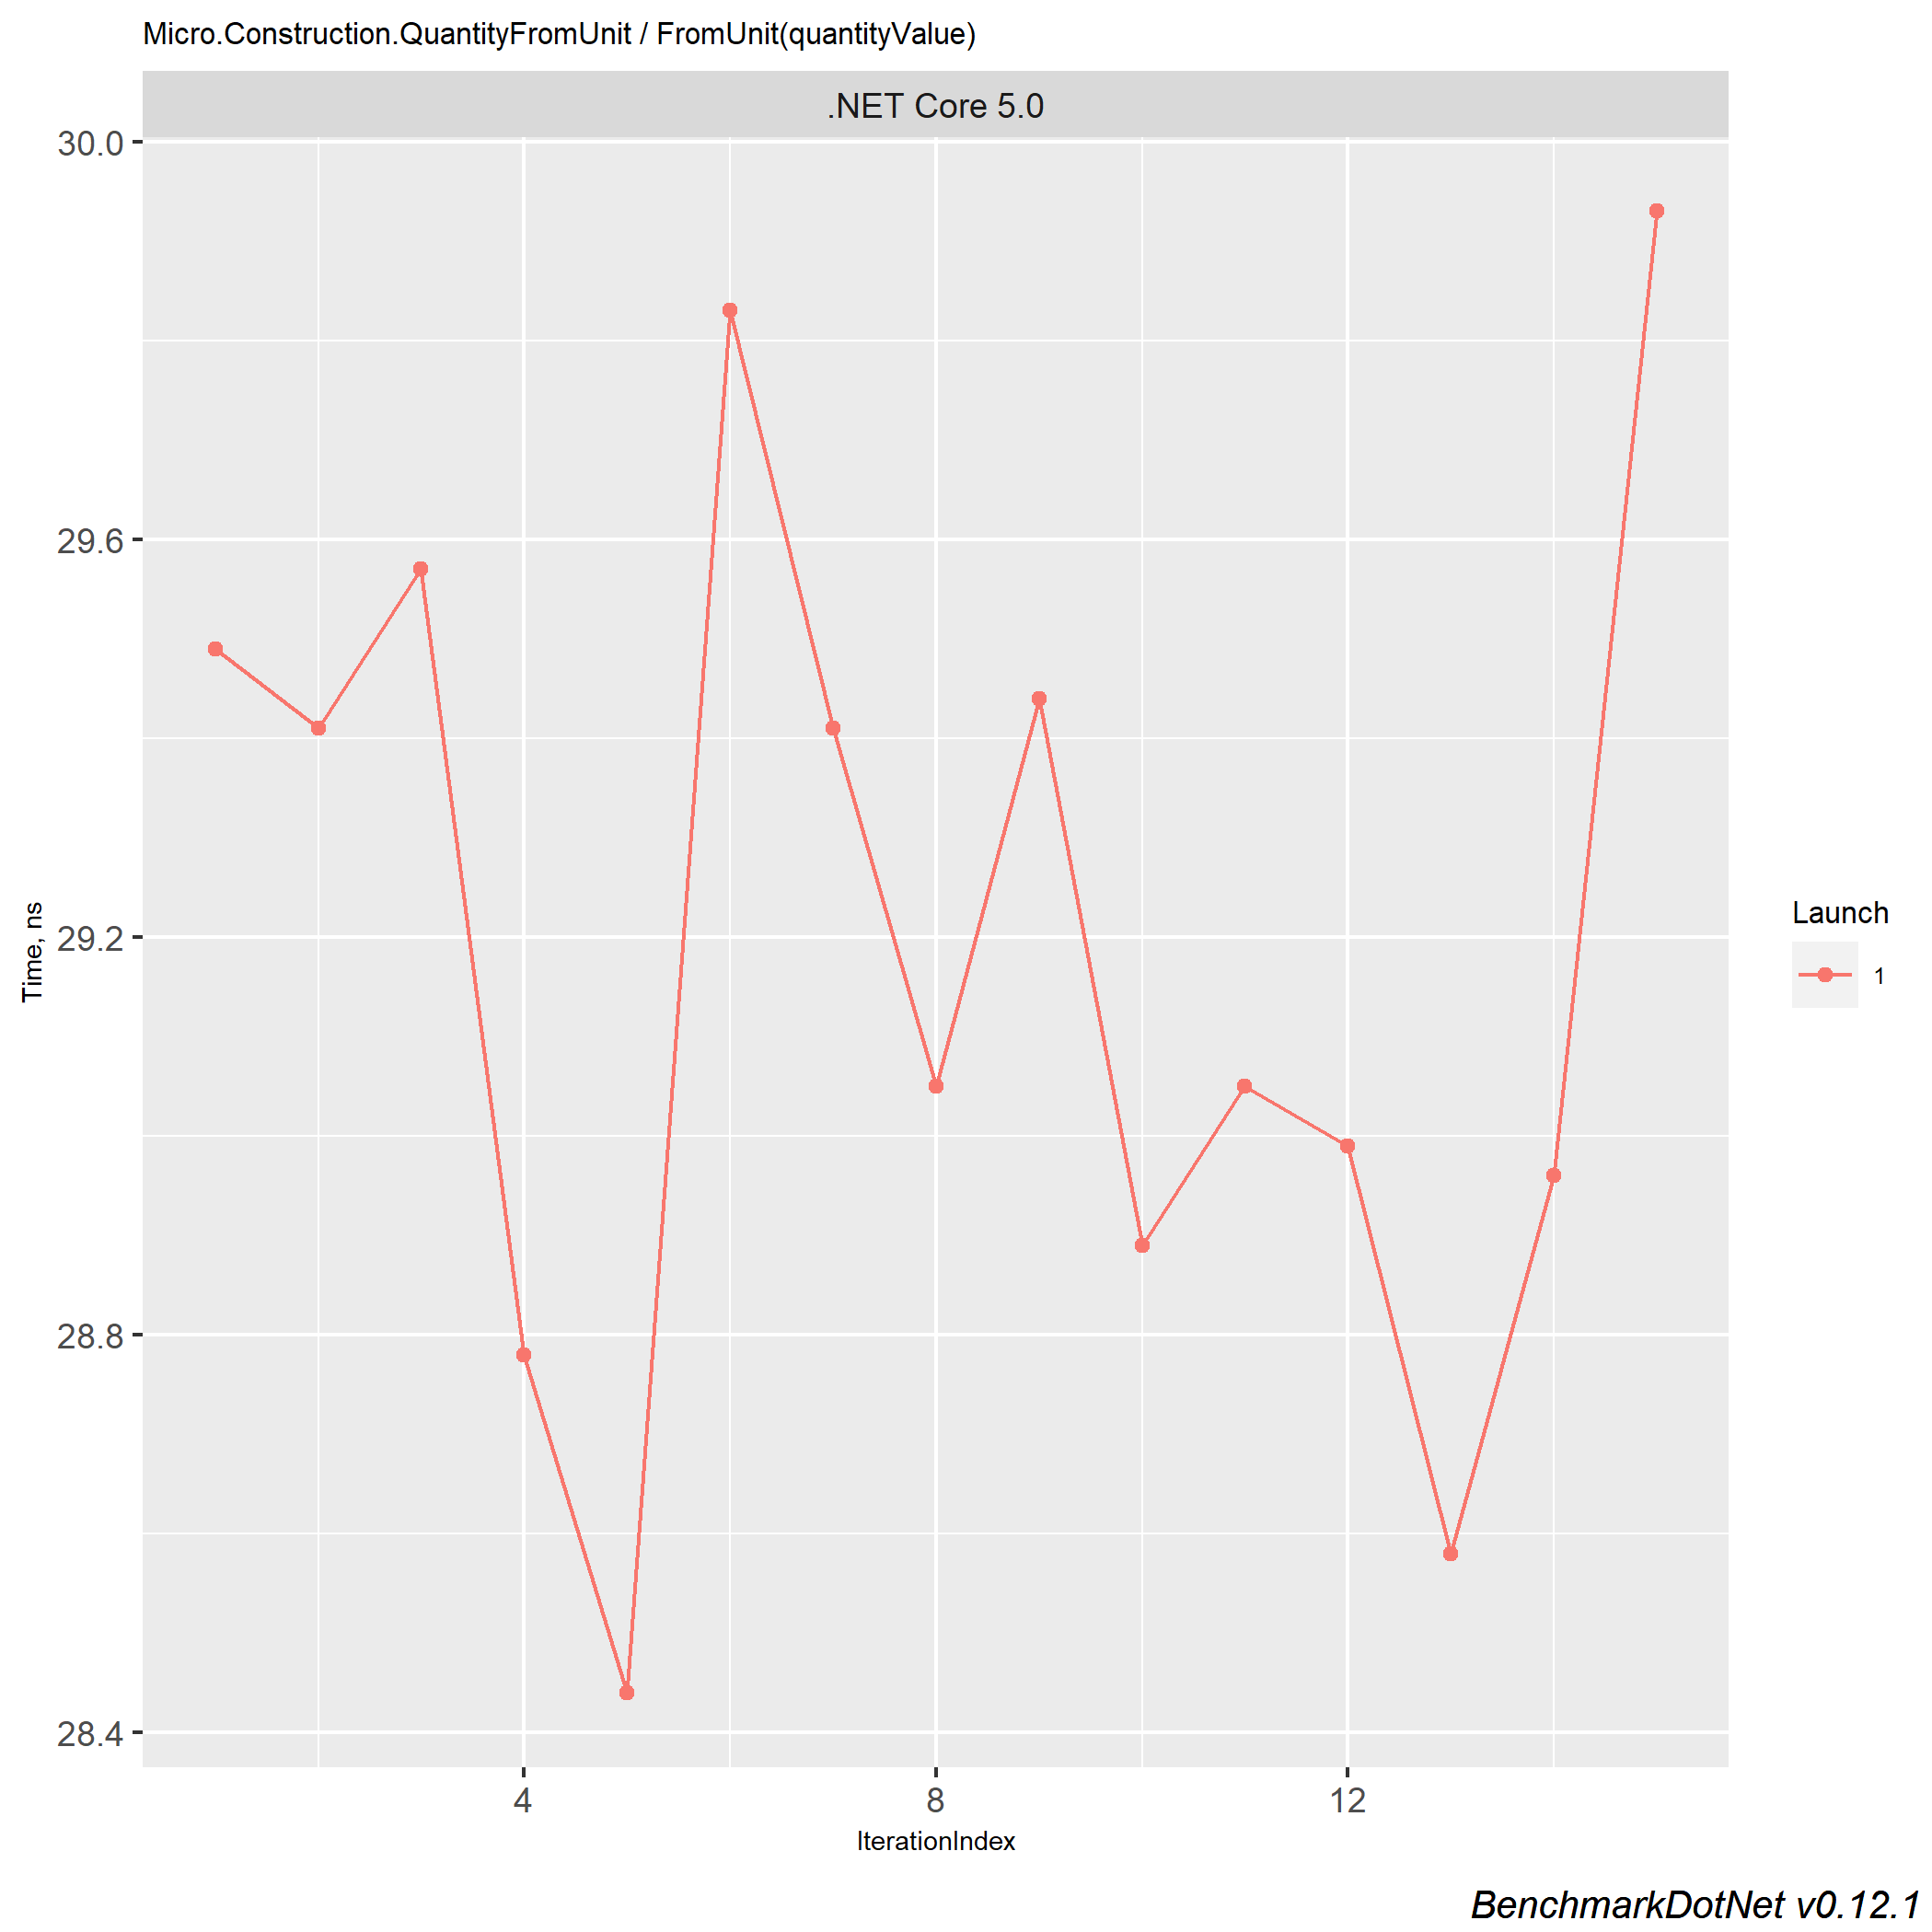 Micro.Construction.QuantityFromUnit / FromUnit(quantityValue)
.NET Core 5.0
30.0
29.6
29.2
28.8
28.4
Time, ns
4
8
12
IterationIndex
Launch
1
BenchmarkDotNet v0.12.1